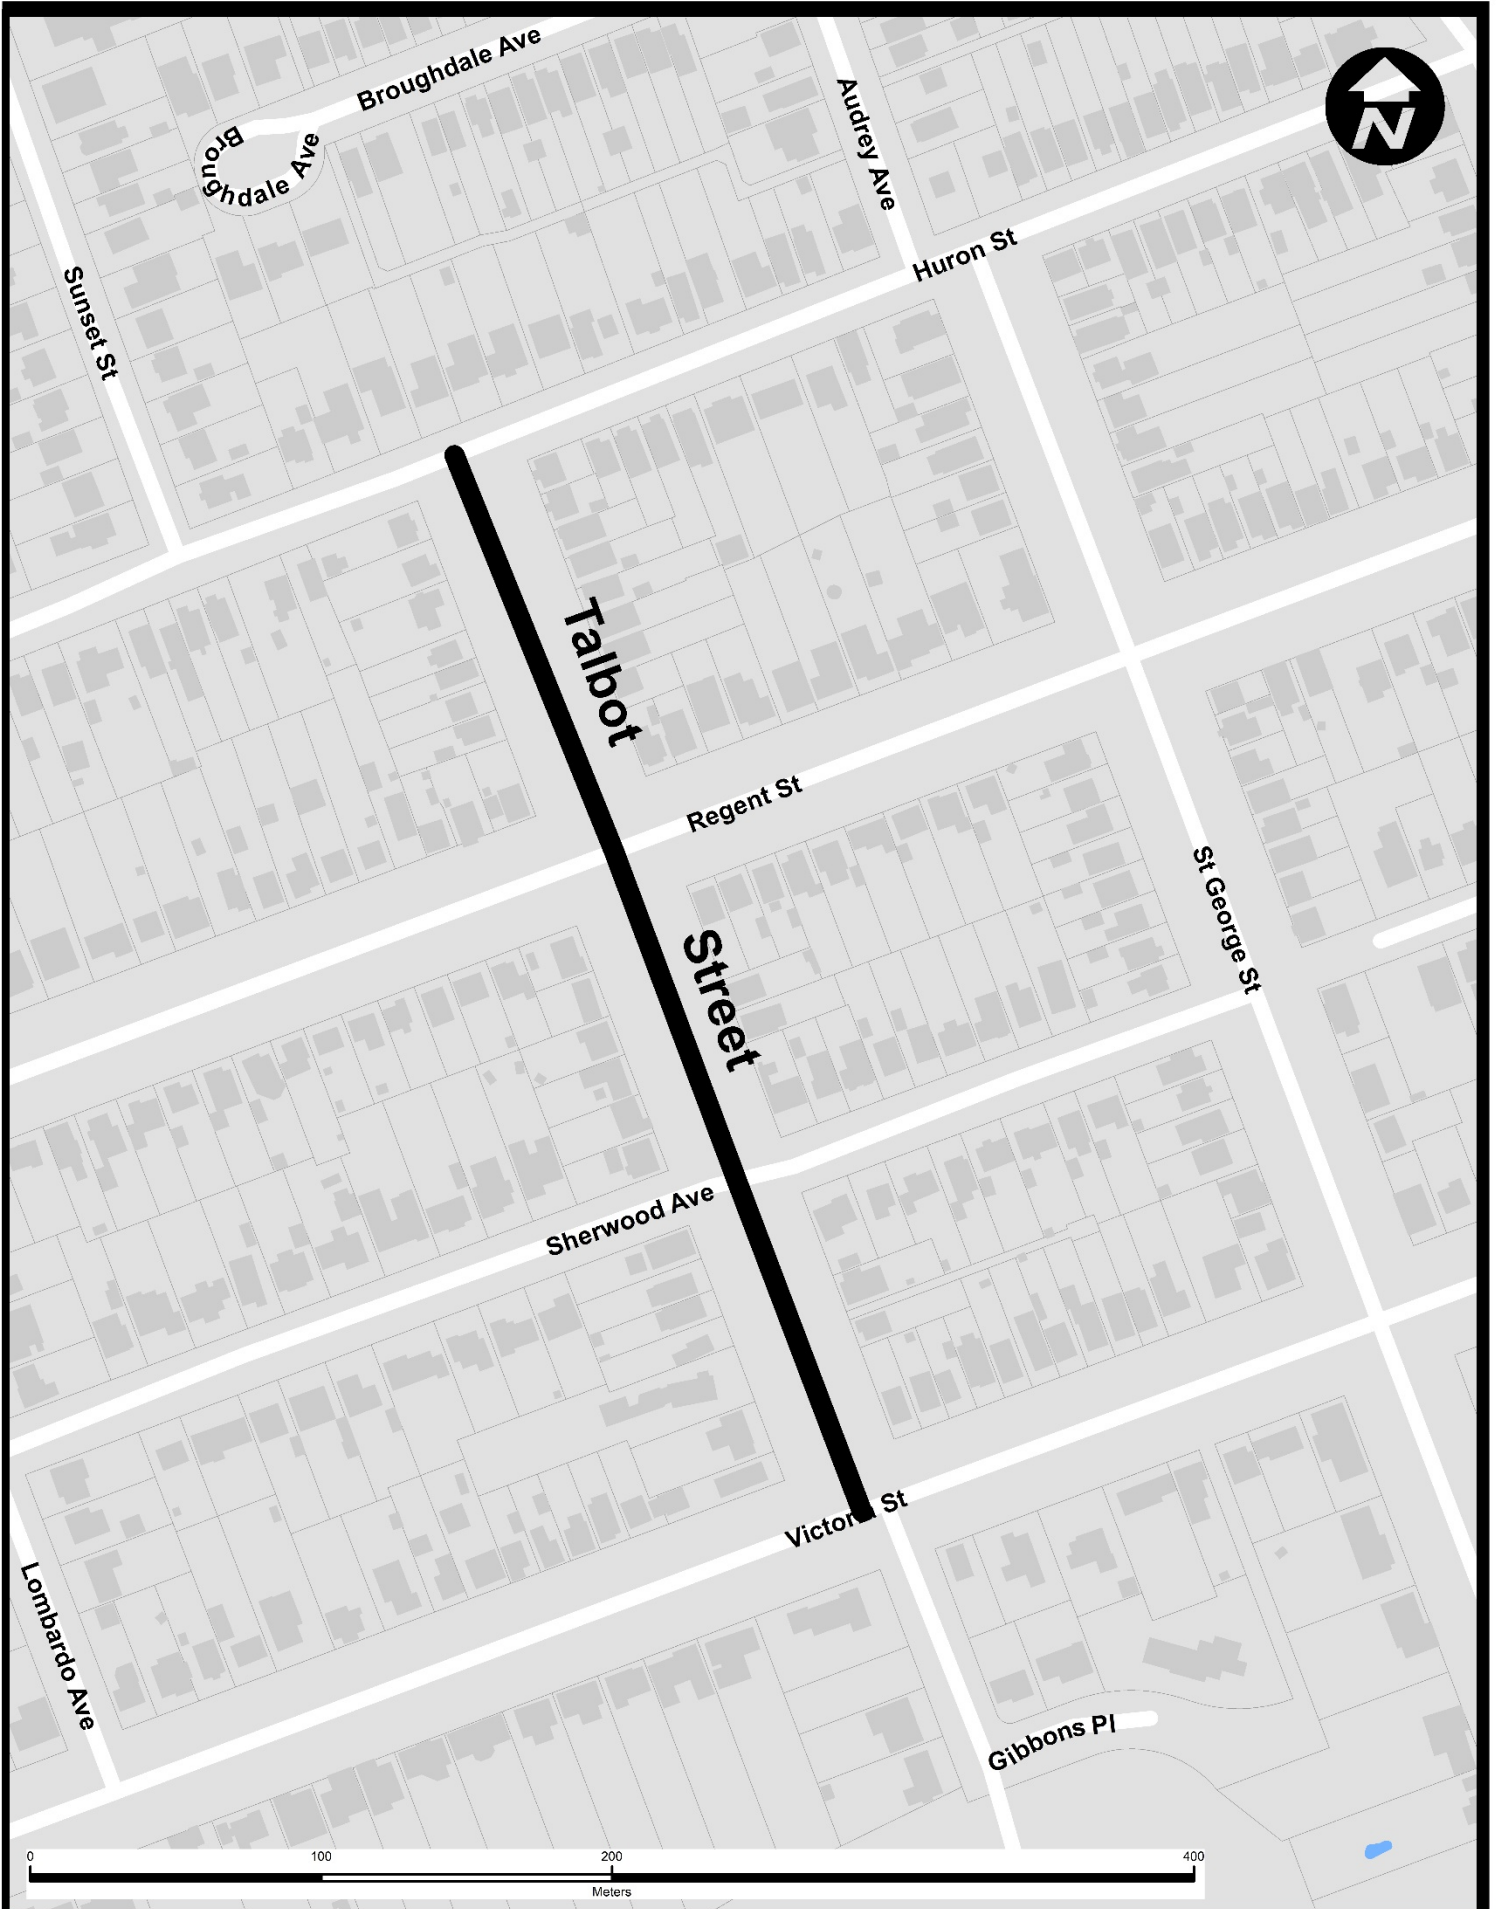 Broughdale Ave
Audrey Ave
N
Broughdale Ave
Huron St
Sunset St
Talbot
Street
Regent St
St George St
Sherwood Ave
Victor St
Lombardo Ave
Gibbons Pl
0 100 200 400
Meters